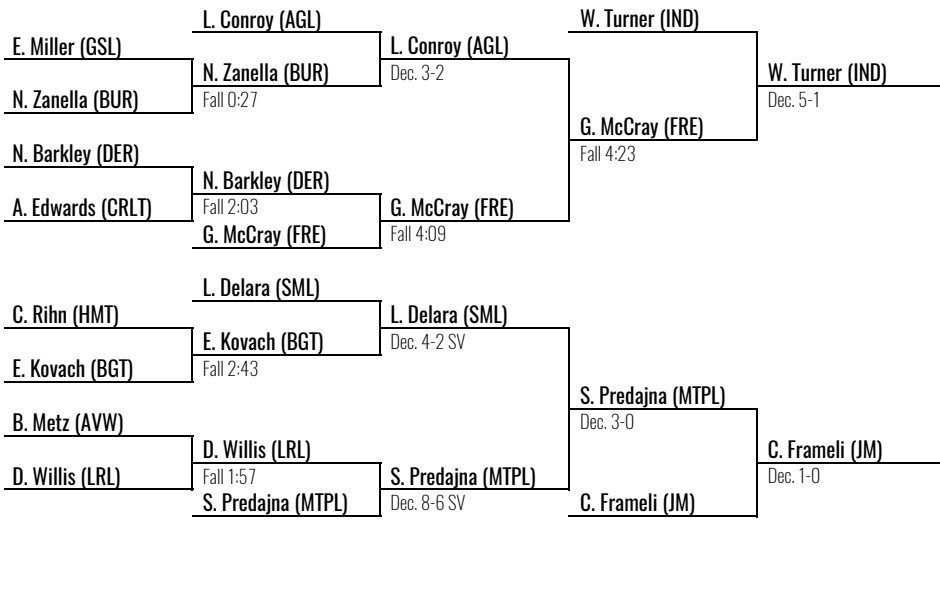 L. Conroy (AGL)
W. Turner (IND)
E. Miller (GSL)
L. Conroy (AGL)
N. Zanella (BUR)
Dec. 3-2
W. Turner (IND)
N. Zanella (BUR)
Fall 0:27
Dec. 5-1
G. McCray (FRE)
N. Barkley (DER)
Fall 4:23
N. Barkley (DER)
A. Edwards (CRLT)
Fall 2:03
G. McCray (FRE)
G. McCray (FRE)
Fall 4:09
L. Delara (SML)
C. Rihn (HMT)
L. Delara (SML)
E. Kovach (BGT)
Dec. 4-2 SV
E. Kovach (BGT)
Fall 2:43
S. Predajna (MTPL)
B. Metz (AVW)
Dec. 3-0
D. Willis (LRL)
C. Frameli (JM)
D. Willis (LRL)
Fall 1:57
S. Predajna (MTPL)
Dec. 1-0
S. Predajna (MTPL)
Dec. 8-6 SV
C. Frameli (JM)